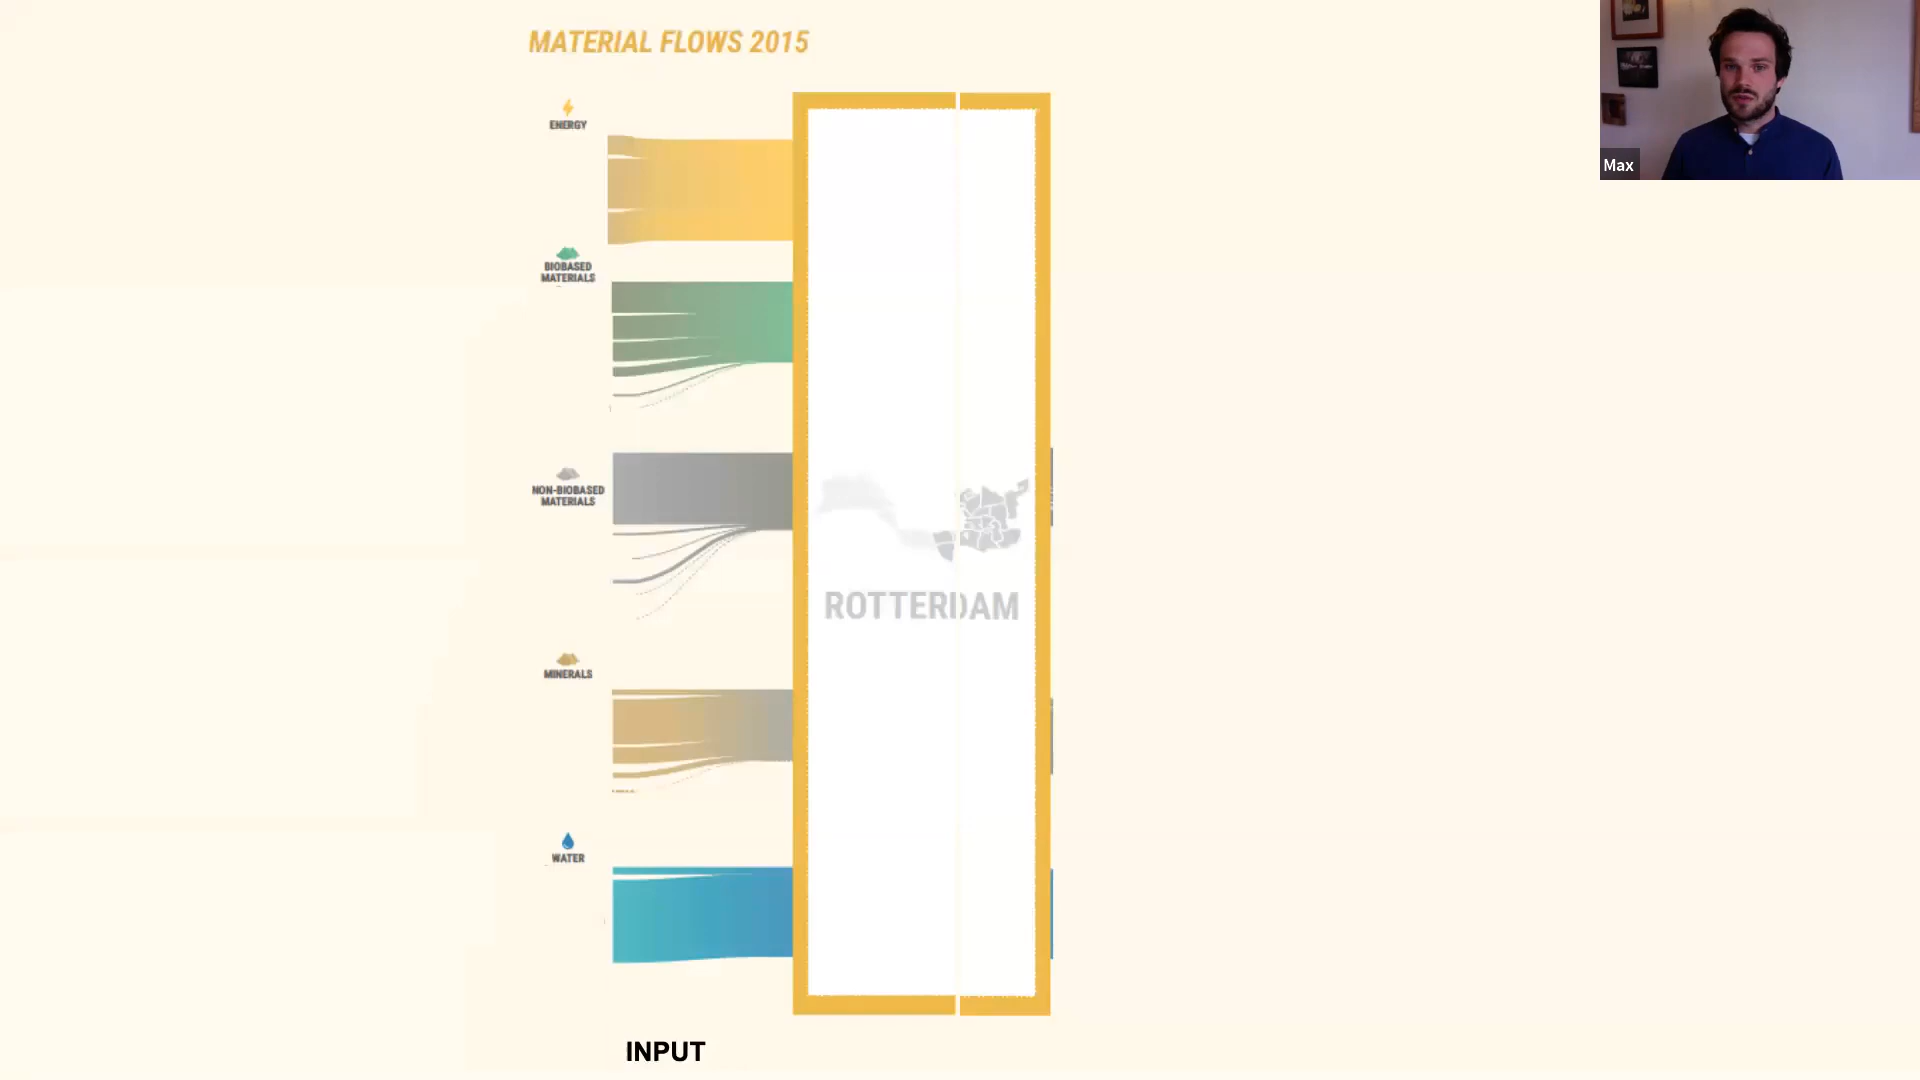 MATERIAL FLOWS 2015
ENERGY
BIOBASED
MATERIALS
NON-BIOBASED
MATERIALS
ROTTERDAM
MINERALS
WATER
INPUT
Max